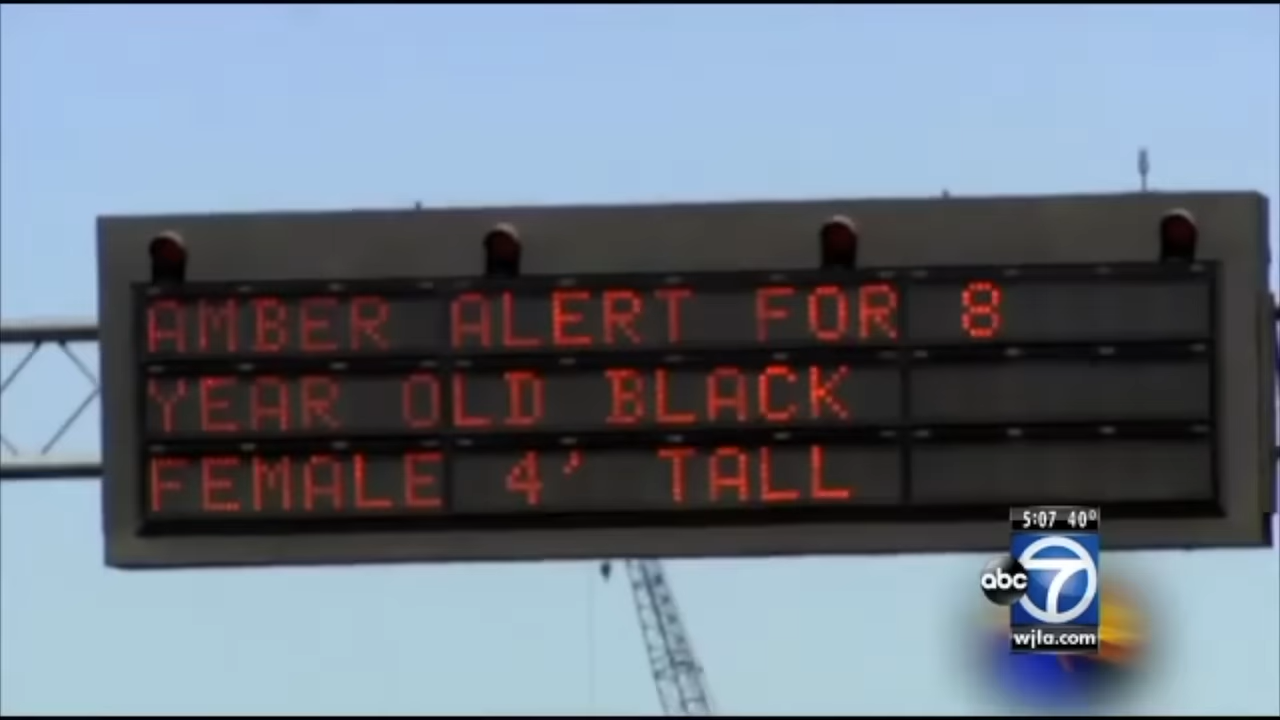 AMBER ALERT FOR 8
YEAR OLD BLACK
FEMALE 4' TALL
5:07 40°
abc 7
wjla.com